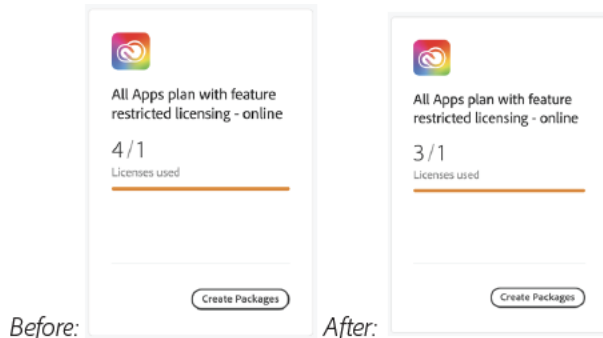 All Apps plan with feature
restricted licensing - online
4/1
Licenses used
Create Packages
Before:
All Apps plan with feature
restricted licensing - online
3/1
Licenses used
Create Packages
After: